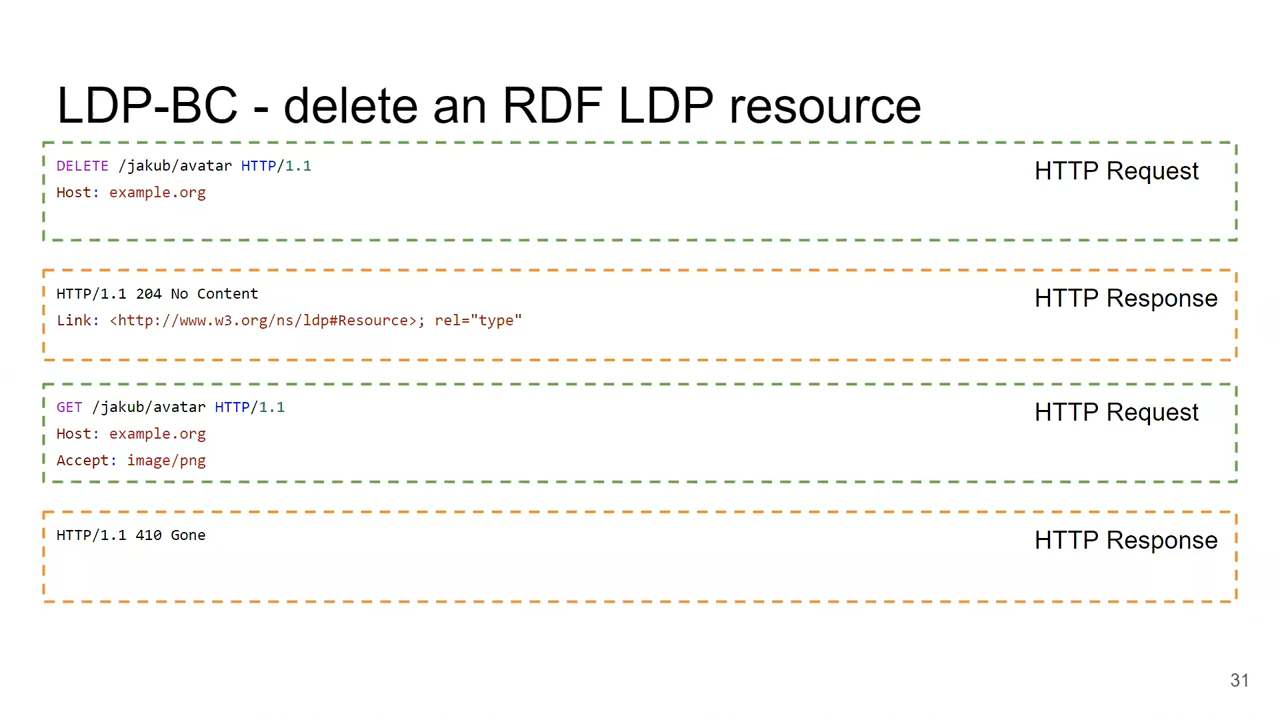 LDP-BC - delete an RDF LDP resource
DELETE /jakub/avatar HTTP/1.1
Host: example.org
HTTP Request
HTTP/1.1 204 No Content
Link: <http://www.w3.org/ns/ldp#Resource>; rel="type"
HTTP Response
GET /jakub/avatar HTTP/1.1
Host: example.org
Accept: image/png
HTTP Request
HTTP/1.1 410 Gone
HTTP Response
31